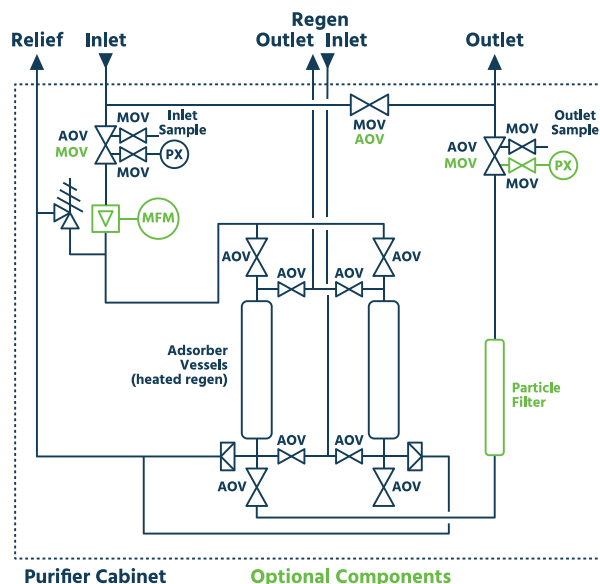 Regen
Relief
Inlet
Outlet
Inlet
Outlet
Inlet
Sample
MOV
AOV
MOV
PX
MOV
MOV
AOV
Outlet
Sample
MOV
AOV
MOV
PX
MOV
MFM
AOV
AOV
AOV
AOV
Adsorber
Vessels
(heated regen)
Particle
Filter
AOV
AOV
AOV
AOV
Purifier Cabinet
Optional Components